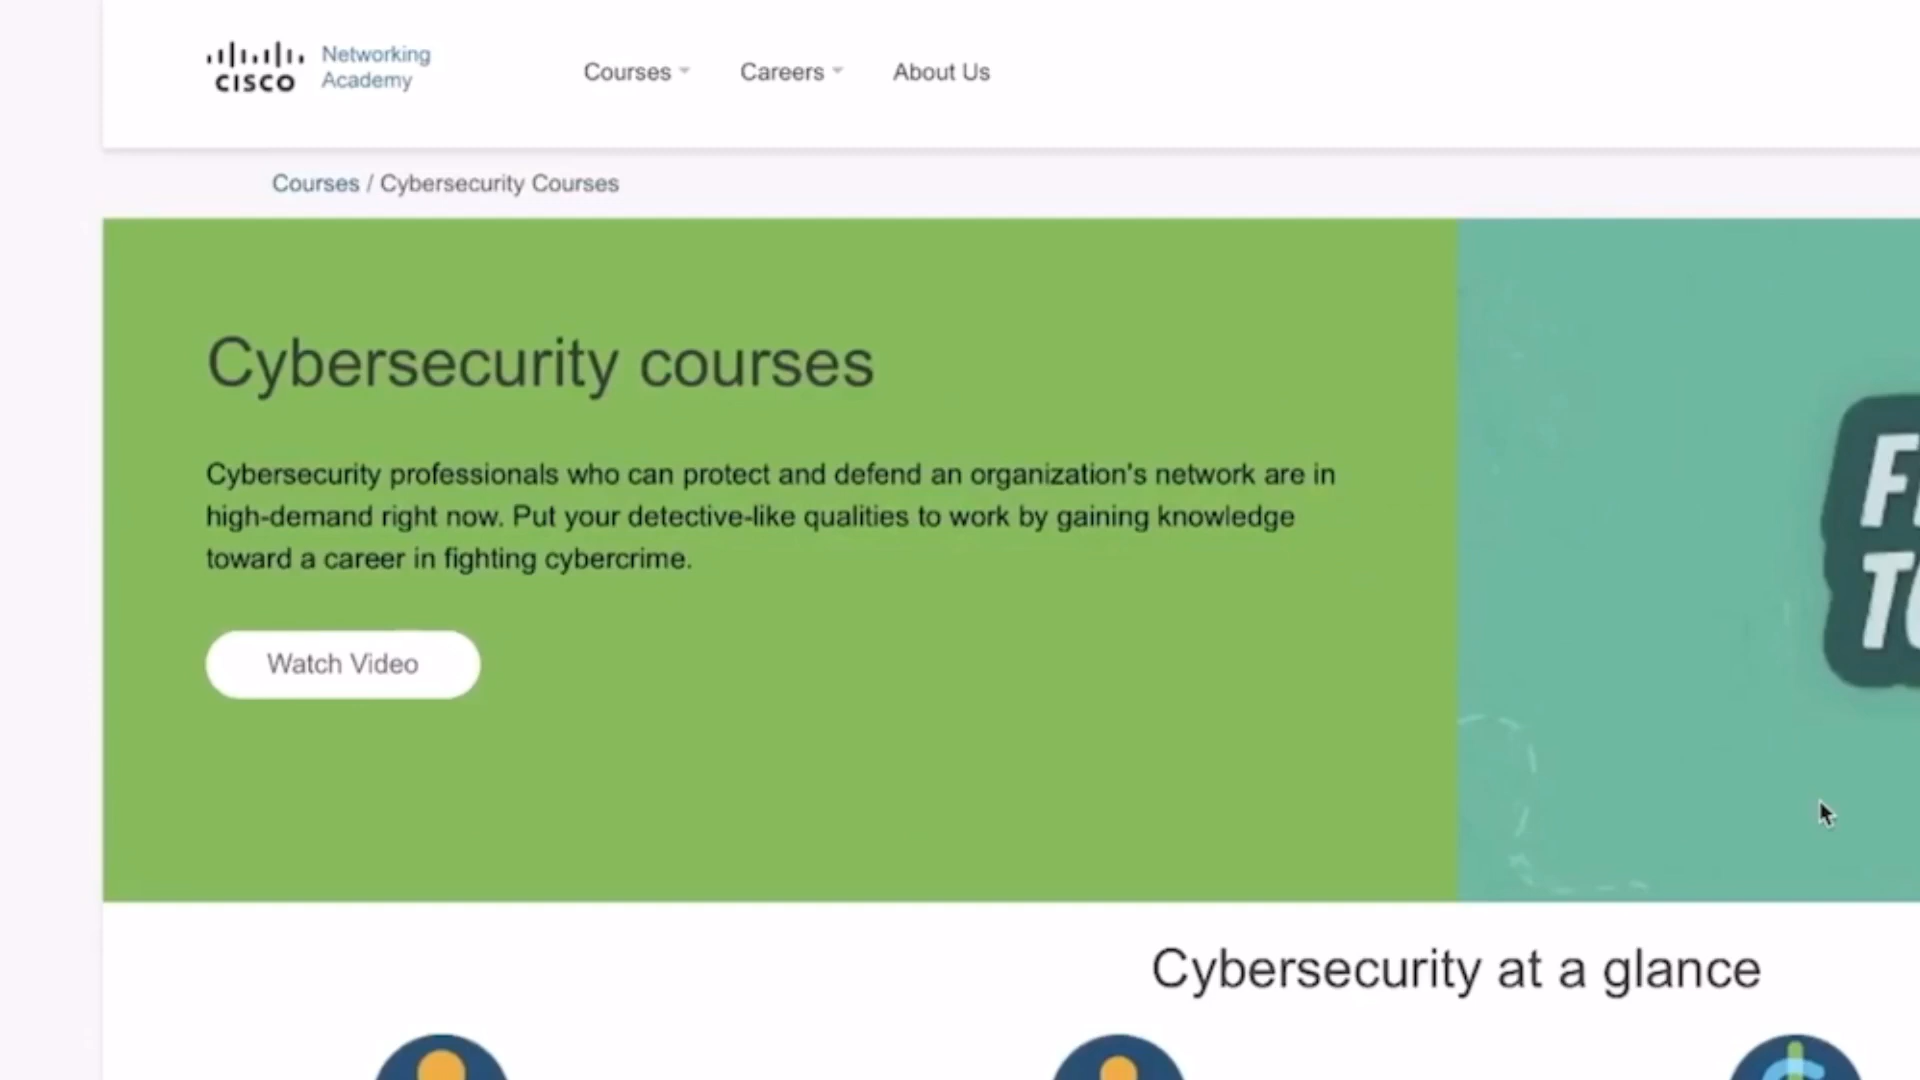 CISCO
Networking
Academy
Courses
Careers
About Us
Courses / Cybersecurity Courses
Cybersecurity courses
Cybersecurity professionals who can protect and defend an organization's network are in
high-demand right now. Put your detective-like qualities to work by gaining knowledge
toward a career in fighting cybercrime.
Watch Video
Cybersecurity at a glance